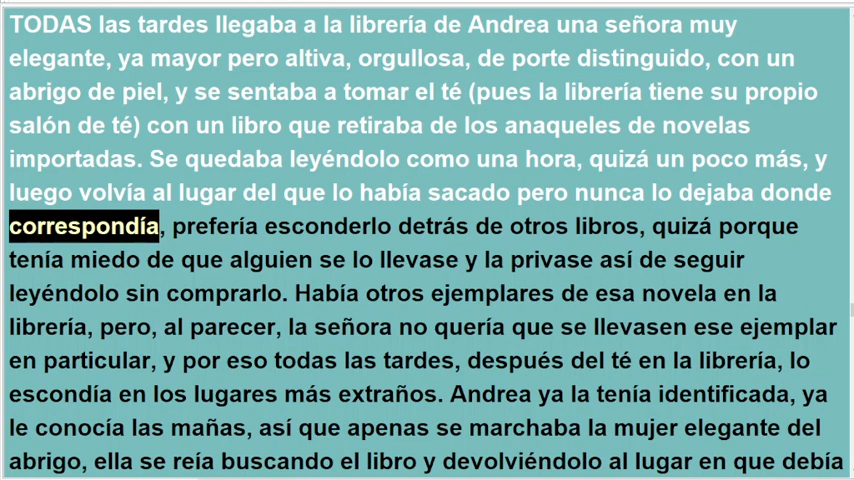 TODAS las tardes llegaba a la librería de Andrea una señora muy
elegante, ya mayor pero altiva, orgullosa, de porte distinguido, con un
abrigo de piel, y se sentaba a tomar el té (pues la librería tiene su propio
salón de té) con un libro que retiraba de los anaqueles de novelas
importadas. Se quedaba leyéndolo como una hora, quizá un poco más, y
luego volvía al lugar del que lo había sacado pero nunca lo dejaba donde
correspondía, prefería esconderlo detrás de otros libros, quizá porque
tenía miedo de que alguien se lo llevase y la privase así de seguir
leyéndolo sin comprarlo. Había otros ejemplares de esa novela en la
librería, pero, al parecer, la señora no quería que se llevasen ese ejemplar
en particular, y por eso todas las tardes, después del té en la librería, lo
escondía en los lugares más extraños. Andrea ya la tenía identificada, ya
le conocía las mañas, así que apenas se marchaba la mujer elegante del
abrigo, ella se reía buscando el libro y devolviéndolo al lugar en que debía